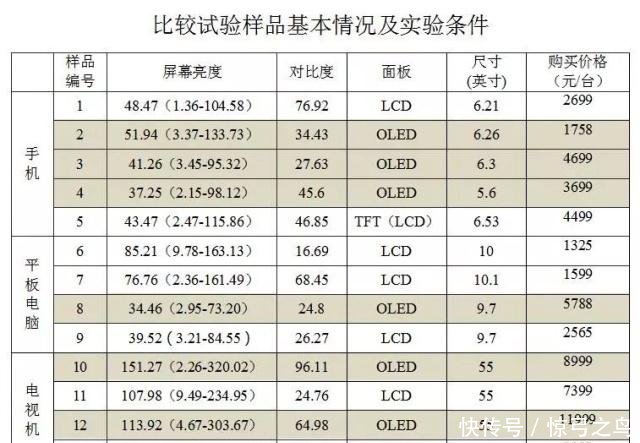 比较试验样品基本情况及实验条件
样品编号 屏幕亮度 对比度 面板 尺寸(英寸) 购买价格(元/台)
手机
1 48.47（1.36-104.58） 76.92 LCD 6.21 2699
2 51.94（3.37-133.73） 34.43 OLED 6.26 1758
3 41.26（3.45-95.32） 27.63 OLED 6.3 4699
4 37.25（2.15-98.12） 45.6 OLED 5.6 3699
5 43.47（2.47-115.86） 46.85 TFT（LCD） 6.53 4499
平板电脑
6 85.21（9.78-163.13） 16.69 LCD 10 1325
7 76.76（2.36-161.49） 68.45 LCD 10.1 1599
8 34.46（2.95-73.20） 24.8 OLED 9.7 5788
9 39.52 ( 3.21-84.55 ) 26.27 LCD 9.7 2565
电视机
10 151.27（2.26-320.02） 96.11 OLED 55 8999
11 107.98（9.49-234.95） 24.76 LCD 55 7399
12 113.92（4.67-303.67） 64.98 OLED
快传号 / 惊号之鸟